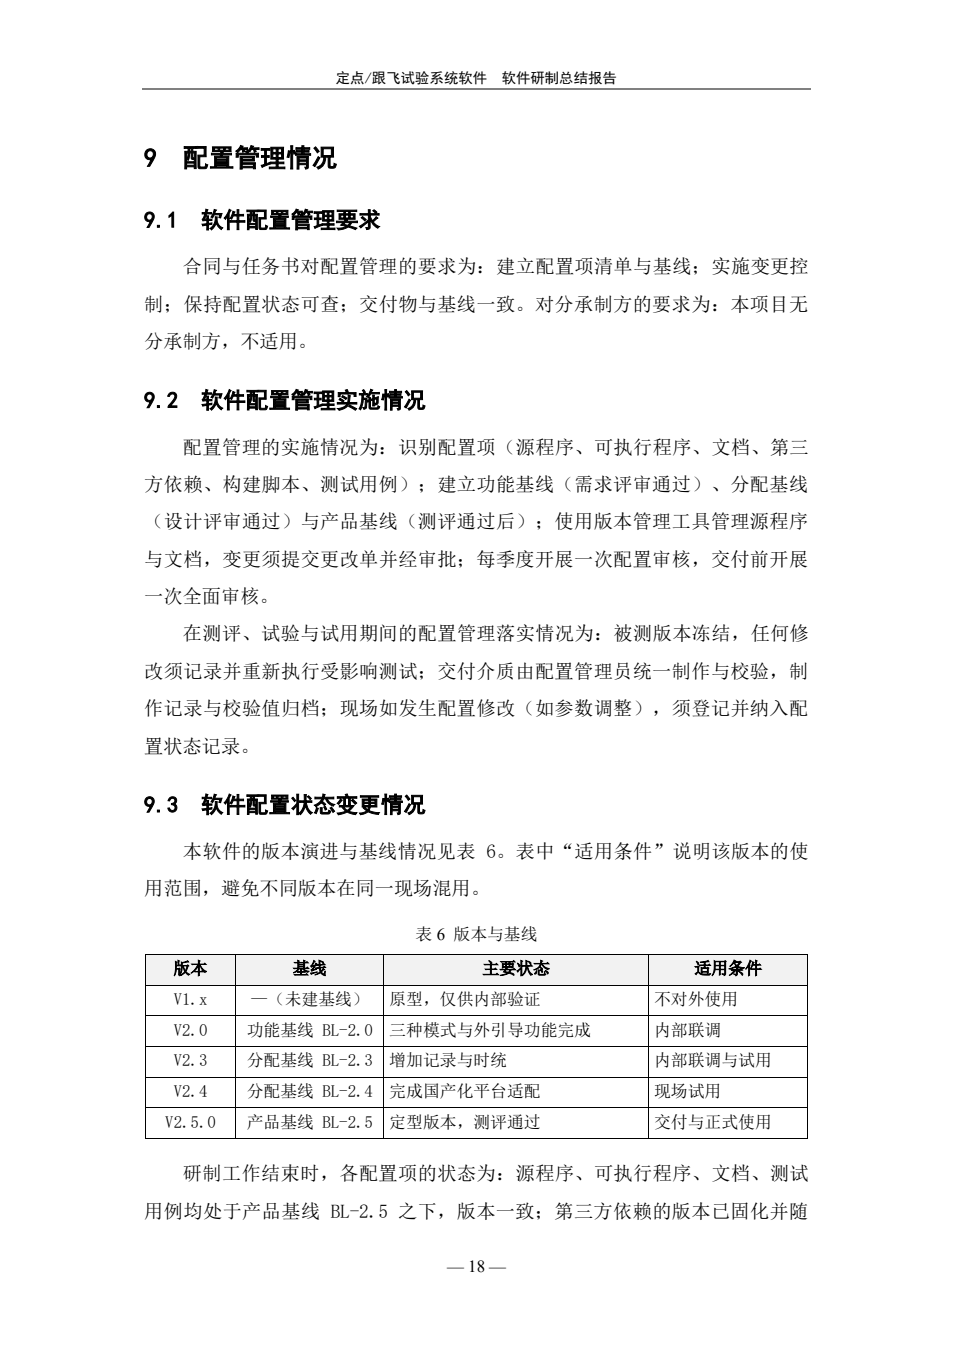 定点/跟飞试验系统软件　软件研制总结报告
9　配置管理情况
9.1　软件配置管理要求
合同与任务书对配置管理的要求为：建立配置项清单与基线；实施变更控
制；保持配置状态可查；交付物与基线一致。对分承制方的要求为：本项目无
分承制方，不适用。
9.2　软件配置管理实施情况
配置管理的实施情况为：识别配置项（源程序、可执行程序、文档、第三
方依赖、构建脚本、测试用例）；建立功能基线（需求评审通过）、分配基线
（设计评审通过）与产品基线（测评通过后）；使用版本管理工具管理源程序
与文档，变更须提交更改单并经审批；每季度开展一次配置审核，交付前开展
一次全面审核。
在测评、试验与试用期间的配置管理落实情况为：被测版本冻结，任何修
改须记录并重新执行受影响测试；交付介质由配置管理员统一制作与校验，制
作记录与校验值归档；现场如发生配置修改（如参数调整），须登记并纳入配
置状态记录。
9.3　软件配置状态变更情况
本软件的版本演进与基线情况见表 6。表中“适用条件”说明该版本的使
用范围，避免不同版本在同一现场混用。
表 6 版本与基线
版本　基线　主要状态　适用条件
V1.x　—（未建基线）　原型，仅供内部验证　不对外使用
V2.0　功能基线 BL-2.0　三种模式与外引导功能完成　内部联调
V2.3　分配基线 BL-2.3　增加记录与时统　内部联调与试用
V2.4　分配基线 BL-2.4　完成国产化平台适配　现场试用
V2.5.0　产品基线 BL-2.5　定型版本，测评通过　交付与正式使用
研制工作结束时，各配置项的状态为：源程序、可执行程序、文档、测试
用例均处于产品基线 BL-2.5 之下，版本一致；第三方依赖的版本已固化并随
— 18 —